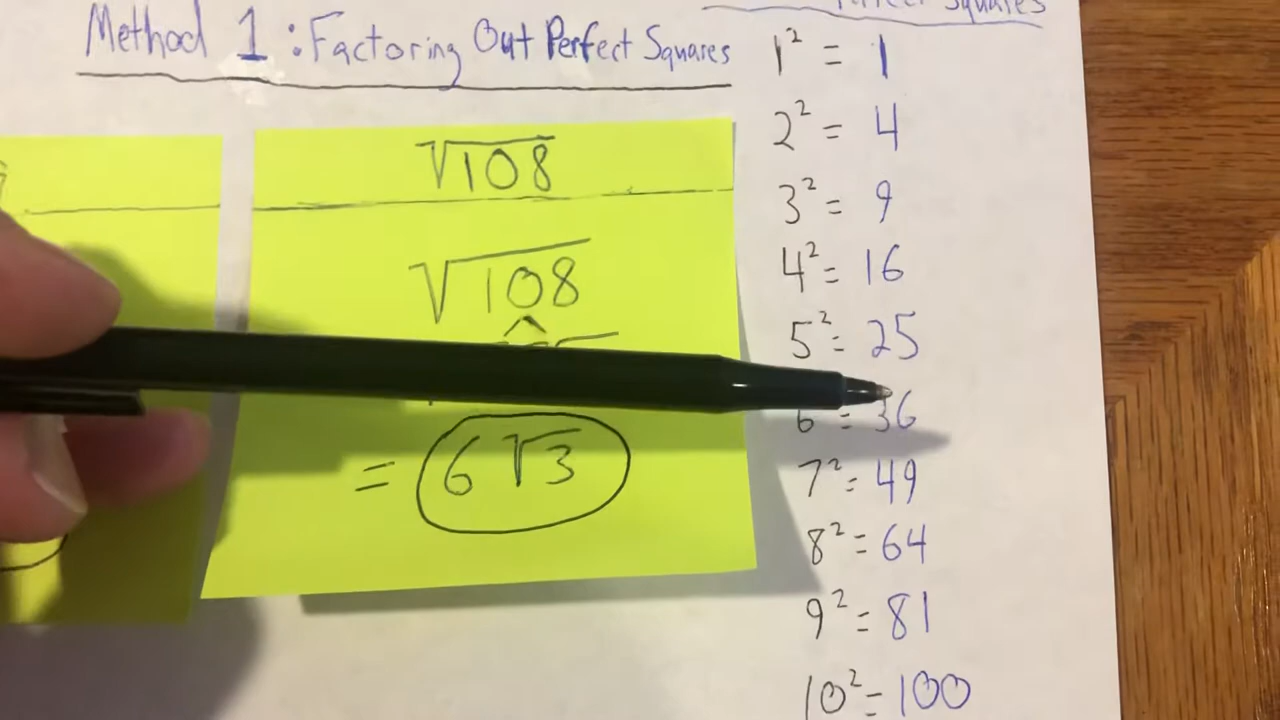 Method 1: Factoring Out Perfect Squares
√108
√108
= 6√3
Squares
1² = 1
2² = 4
3² = 9
4² = 16
5² = 25
6 = 36
7² = 49
8² = 64
9² = 81
10² = 100